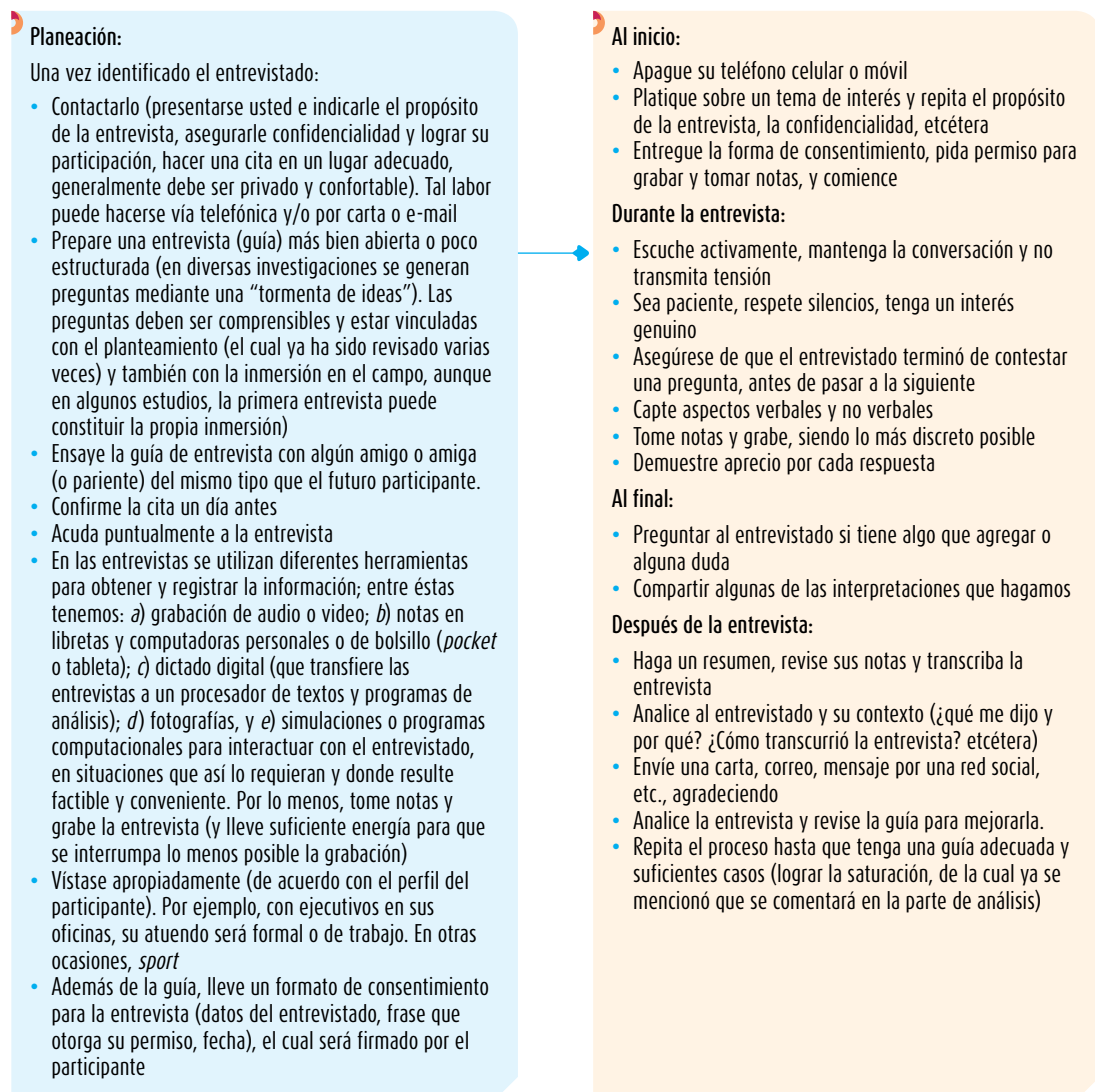 Planeación:
Una vez identificado el entrevistado:
• Contactarlo (presentarse usted e indicarle el propósito
de la entrevista, asegurarle confidencialidad y lograr su
participación, hacer una cita en un lugar adecuado,
generalmente debe ser privado y confortable). Tal labor
puede hacerse vía telefónica y/o por carta o e-mail
• Prepare una entrevista (guía) más bien abierta o poco
estructurada (en diversas investigaciones se generan
preguntas mediante una “tormenta de ideas”). Las
preguntas deben ser comprensibles y estar vinculadas
con el planteamiento (el cual ya ha sido revisado varias
veces) y también con la inmersión en el campo, aunque
en algunos estudios, la primera entrevista puede
constituir la propia inmersión)
• Ensaye la guía de entrevista con algún amigo o amiga
(o pariente) del mismo tipo que el futuro participante.
• Confirme la cita un día antes
• Acuda puntualmente a la entrevista
• En las entrevistas se utilizan diferentes herramientas
para obtener y registrar la información; entre éstas
tenemos: a) grabación de audio o video; b) notas en
libretas y computadoras personales o de bolsillo (pocket
o tableta); c) dictado digital (que transfiere las
entrevistas a un procesador de textos y programas de
análisis); d) fotografías, y e) simulaciones o programas
computacionales para interactuar con el entrevistado,
en situaciones que así lo requieran y donde resulte
factible y conveniente. Por lo menos, tome notas y
grabe la entrevista (y lleve suficiente energía para que
se interrumpa lo menos posible la grabación)
• Vístase apropiadamente (de acuerdo con el perfil del
participante). Por ejemplo, con ejecutivos en sus
oficinas, su atuendo será formal o de trabajo. En otras
ocasiones, sport
• Además de la guía, lleve un formato de consentimiento
para la entrevista (datos del entrevistado, frase que
otorga su permiso, fecha), el cual será firmado por el
participante
Al inicio:
• Apague su teléfono celular o móvil
• Platique sobre un tema de interés y repita el propósito
de la entrevista, la confidencialidad, etcétera
• Entregue la forma de consentimiento, pida permiso para
grabar y tomar notas, y comience
Durante la entrevista:
• Escuche activamente, mantenga la conversación y no
transmita tensión
• Sea paciente, respete silencios, tenga un interés
genuino
• Asegúrese de que el entrevistado terminó de contestar
una pregunta, antes de pasar a la siguiente
• Capte aspectos verbales y no verbales
• Tome notas y grabe, siendo lo más discreto posible
• Demuestre aprecio por cada respuesta
Al final:
• Preguntar al entrevistado si tiene algo que agregar o
alguna duda
• Compartir algunas de las interpretaciones que hagamos
Después de la entrevista:
• Haga un resumen, revise sus notas y transcriba la
entrevista
• Analice al entrevistado y su contexto (¿qué me dijo y
por qué? ¿Cómo transcurrió la entrevista? etcétera)
• Envíe una carta, correo, mensaje por una red social,
etc., agradeciendo
• Analice la entrevista y revise la guía para mejorarla.
• Repita el proceso hasta que tenga una guía adecuada y
suficientes casos (lograr la saturación, de la cual ya se
mencionó que se comentará en la parte de análisis)